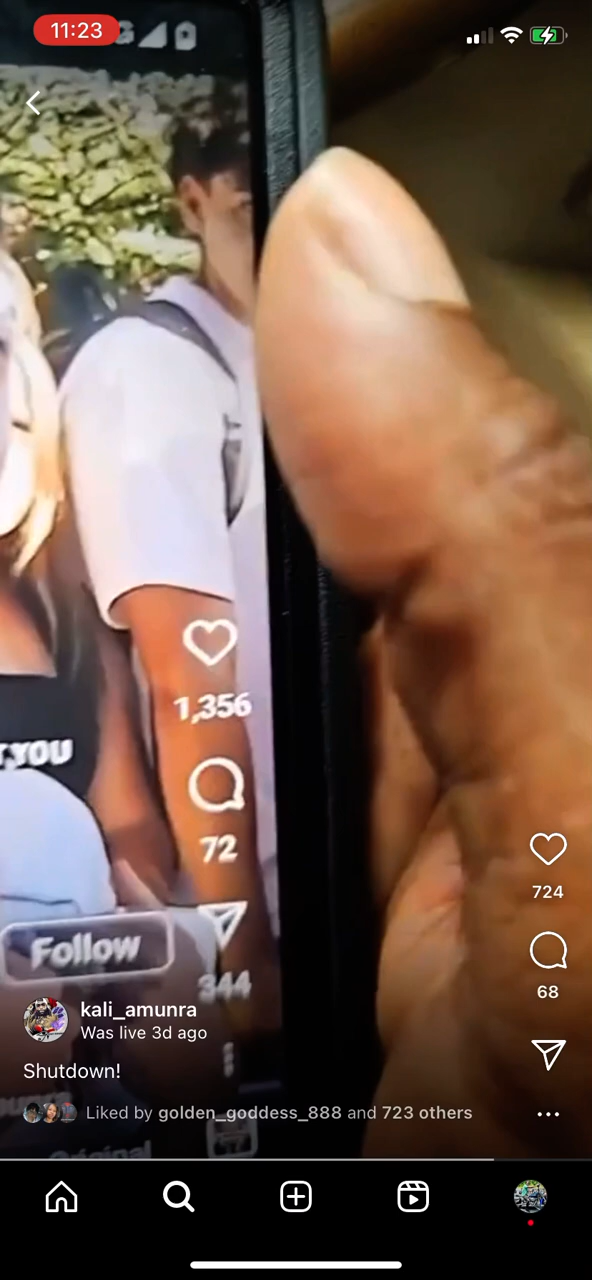 11:23
1,356
72
T YOU
Follow
344
724
68
kali_amunra
Was live 3d ago
Shutdown!
Liked by golden_goddess_888 and 723 others
Original